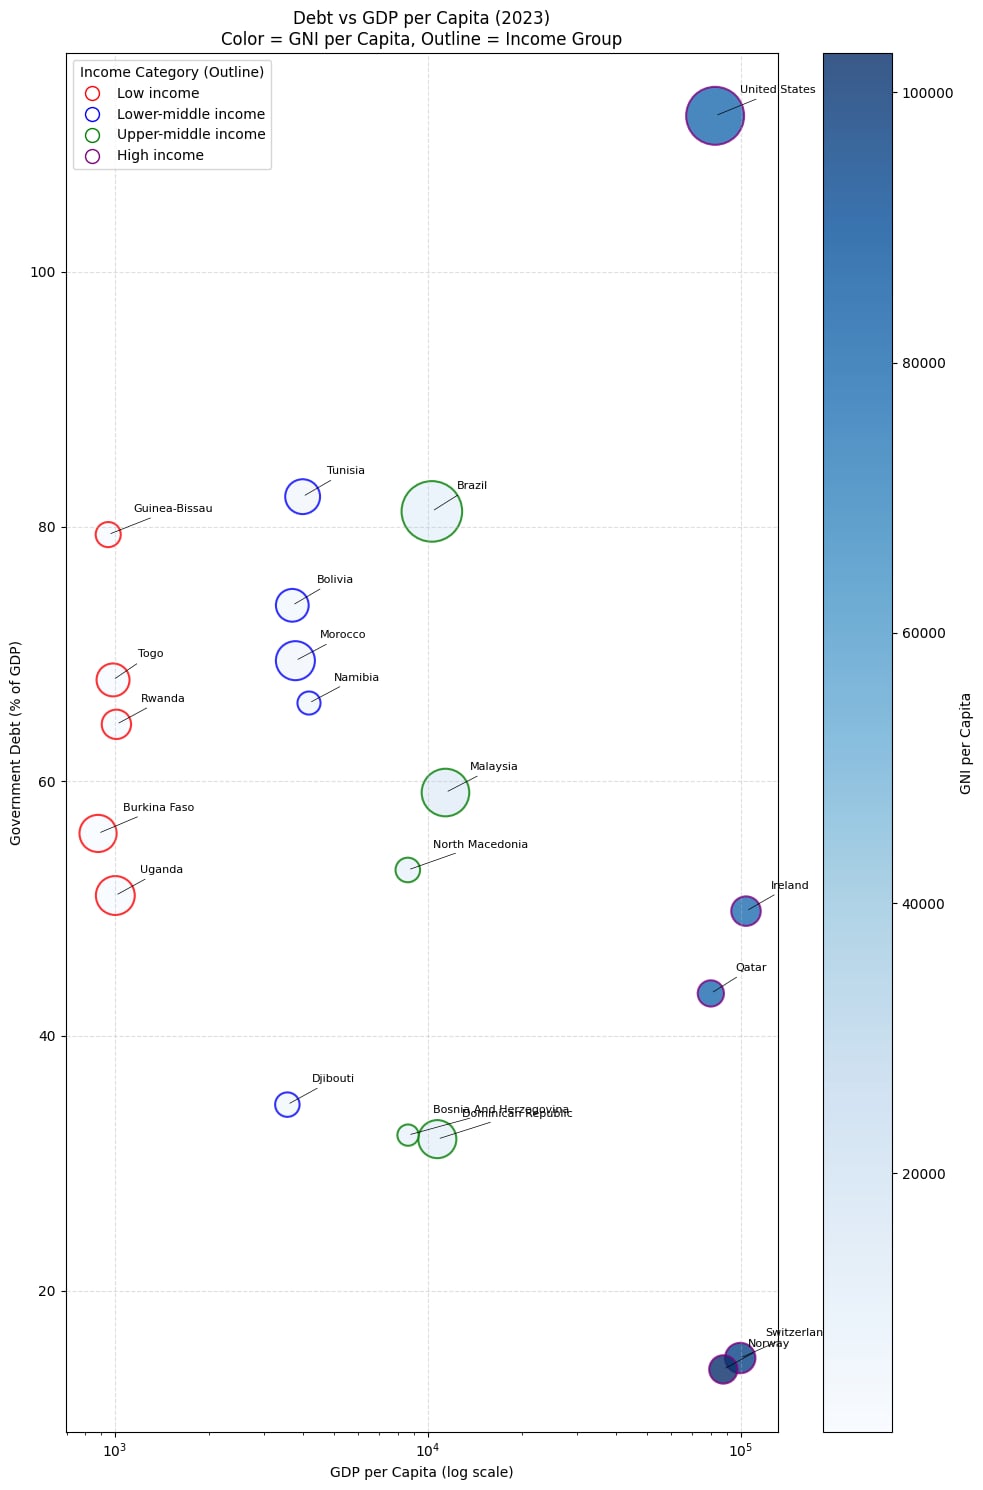 Debt vs GDP per Capita (2023)
Color = GNI per Capita, Outline = Income Group
Income Category (Outline)
Low income
Lower-middle income
Upper-middle income
High income
United States
Tunisia
Brazil
Guinea-Bissau
Bolivia
Morocco
Togo
Namibia
Rwanda
Malaysia
Burkina Faso
North Macedonia
Uganda
Ireland
Qatar
Djibouti
Bosnia And Herzegovina
Dominican Republic
Switzerlan
Norway
100
80
60
40
20
Government Debt (% of GDP)
10³
10⁴
10⁵
GDP per Capita (log scale)
100000
80000
60000
40000
20000
GNI per Capita